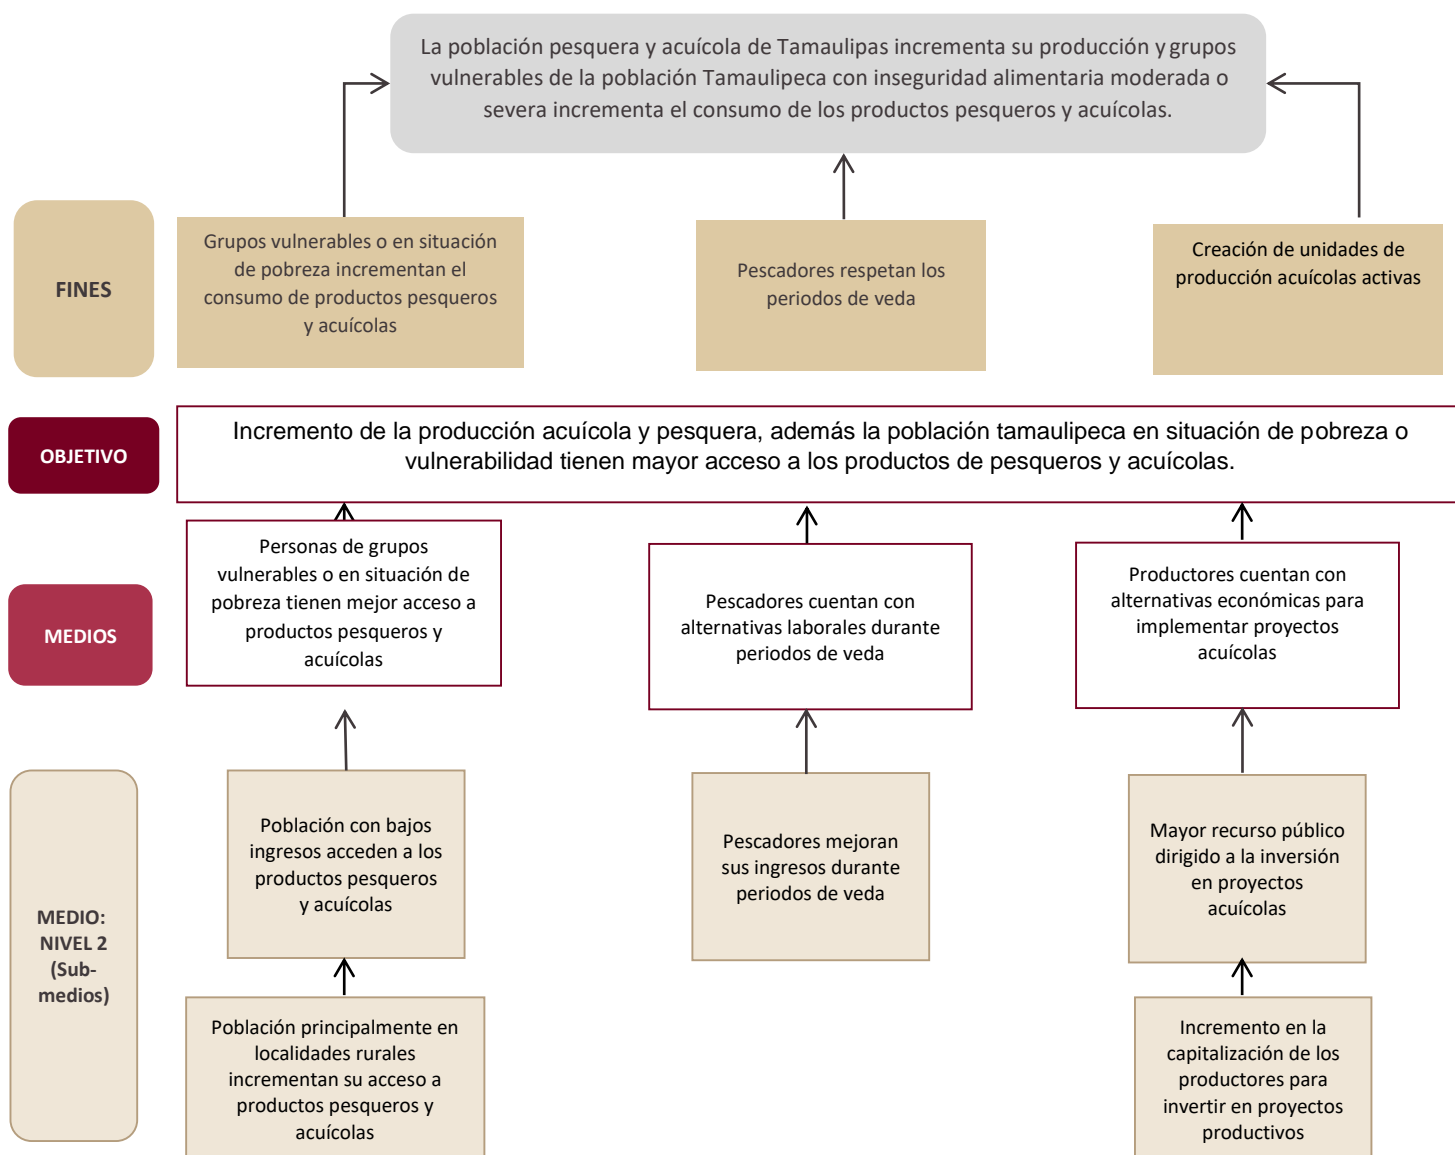 La población pesquera y acuícola de Tamaulipas incrementa su producción y grupos
vulnerables de la población Tamaulipeca con inseguridad alimentaria moderada o
severa incrementa el consumo de los productos pesqueros y acuícolas.
FINES
Grupos vulnerables o en situación
de pobreza incrementan el
consumo de productos pesqueros
y acuícolas
Pescadores respetan los
periodos de veda
Creación de unidades de
producción acuícolas activas
OBJETIVO
Incremento de la producción acuícola y pesquera, además la población tamaulipeca en situación de pobreza o
vulnerabilidad tienen mayor acceso a los productos de pesqueros y acuícolas.
MEDIOS
Personas de grupos
vulnerables o en situación de
pobreza tienen mejor acceso a
productos pesqueros y
acuícolas
Pescadores cuentan con
alternativas laborales durante
periodos de veda
Productores cuentan con
alternativas económicas para
implementar proyectos
acuícolas
MEDIO:
NIVEL 2
(Sub-
medios)
Población con bajos
ingresos acceden a los
productos pesqueros
y acuícolas
Pescadores mejoran
sus ingresos durante
periodos de veda
Mayor recurso público
dirigido a la inversión
en proyectos
acuícolas
Población principalmente en
localidades rurales
incrementan su acceso a
productos pesqueros y
acuícolas
Incremento en la
capitalización de los
productores para
invertir en proyectos
productivos